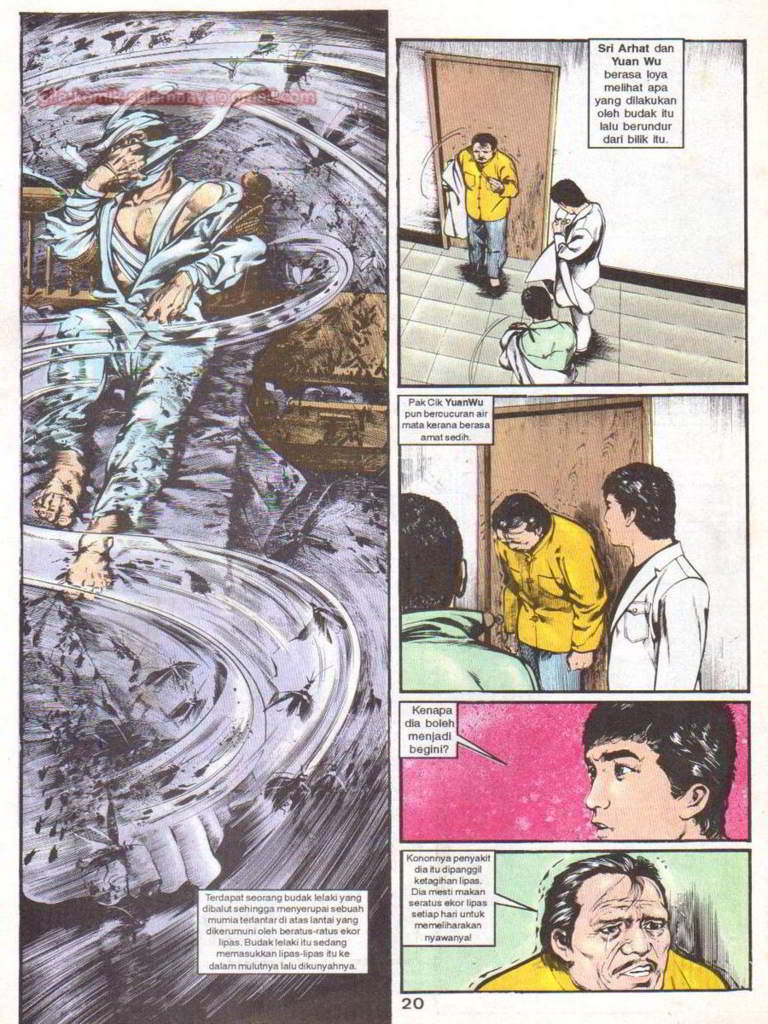 Terdapat seorang budak lelaki yang
dibalut sehingga menyerupai sebuah
mumia terlantar di atas lantai yang
dikerumuni oleh beratus-ratus ekor
lipas. Budak lelaki itu sedang
memasukkan lipas-lipas itu ke
dalam mulutnya lalu dikunyahnya.
Sri Arhat dan
Yuan Wu
berasa loya
melihat apa
yang dilakukan
oleh budak itu
lalu berundur
dari bilik itu.
Pak Cik YuanWu
pun bercucuran air
mata kerana berasa
amat sedih.
Kenapa
dia boleh
menjadi
begini?
Kononnya penyakit
dia itu dipanggil
ketagihan lipas.
Dia mesti makan
seratus ekor lipas
setiap hari untuk
memeliharakan
nyawanya!
20